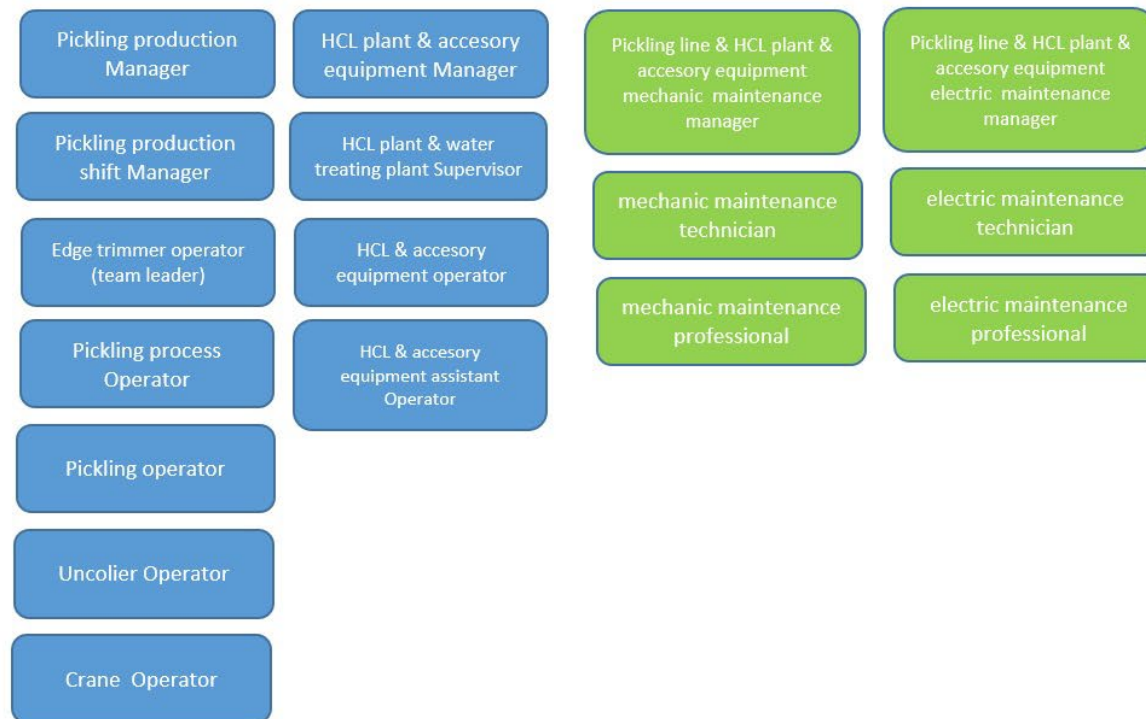 Pickling production
Manager
HCL plant & accesory
equipment Manager
Pickling line & HCL plant &
accesory equipment
mechanic maintenance
manager
Pickling line & HCL plant &
accesory equipment
electric maintenance
manager
Pickling production
shift Manager
HCL plant & water
treating plant Supervisor
mechanic maintenance
technician
electric maintenance
technician
Edge trimmer operator
(team leader)
HCL & accesory
equipment operator
mechanic maintenance
professional
electric maintenance
professional
Pickling process
Operator
HCL & accesory
equipment assistant
Operator
Pickling operator
Uncolier Operator
Crane Operator